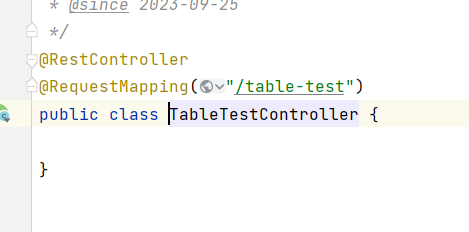 * @since 2023-09-25
*/
@RestController
@RequestMapping("/table-test")
public class TableTestController {
}